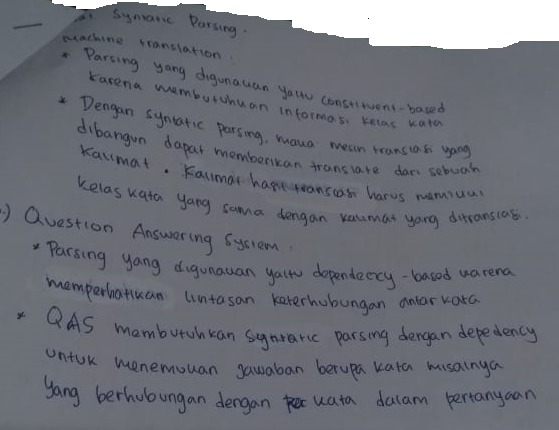 Syntatic Parsing.
machine translation.
* Parsing yang digunakan yaitu constituent-based
karena membutuhkan informasi kelas kata
* Dengan syntatic parsing, maka mesin translasi yang
dibangun dapat memberikan translate dari sebuah
kalimat. Kalimat hasil translasi harus memiliki
kelas kata yang sama dengan kalimat yang ditranslasi.
.) Question Answering System.
* Parsing yang digunakan yaitu dependecry-based karena
memperhatikan lintasan keterhubungan antar kata
* QAS membutuhkan syntatic parsing dengan depedency
untuk menemukan jawaban berupa kata misalnya
yang berhubungan dengan kata dalam pertanyaan